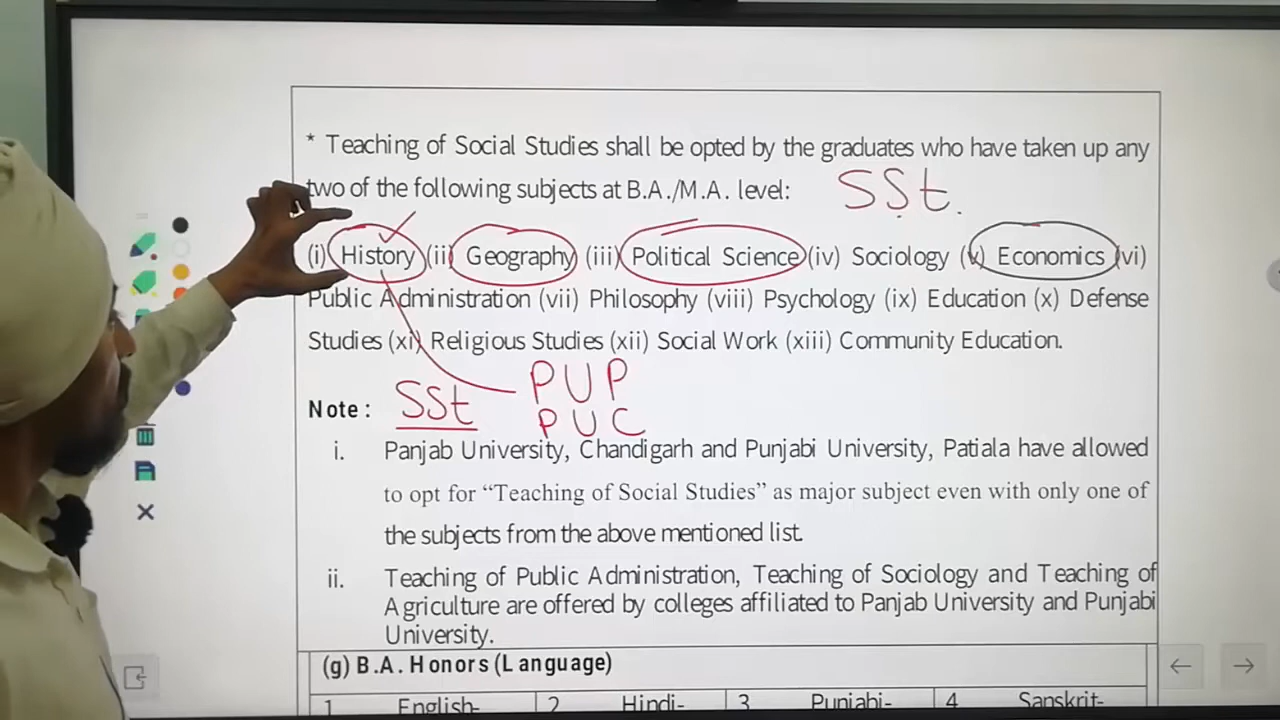 * Teaching of Social Studies shall be opted by the graduates who have taken up any
two of the following subjects at B.A./M.A. level: SSt.
(i) History (ii) Geography (iii) Political Science (iv) Sociology (v) Economics (vi)
Public Administration (vii) Philosophy (viii) Psychology (ix) Education (x) Defense
Studies (xi) Religious Studies (xii) Social Work (xiii) Community Education.
PUP
Note: SSt PUC
i. Panjab University, Chandigarh and Punjabi University, Patiala have allowed
to opt for “Teaching of Social Studies” as major subject even with only one of
the subjects from the above mentioned list.
ii. Teaching of Public Administration, Teaching of Sociology and Teaching of
Agriculture are offered by colleges affiliated to Panjab University and Punjabi
University.
(g) B.A. Honors (Language)
1 English- 2 Hindi- 3 Punjabi- 4 Sanskrit-